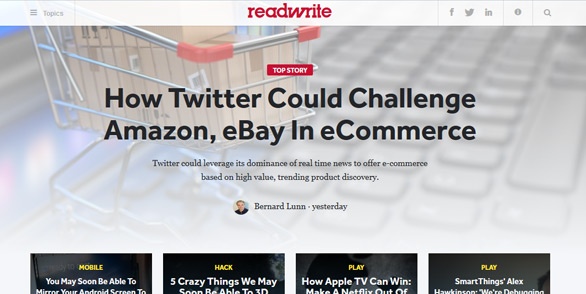 Topics
readwrite
TOP STORY
How Twitter Could Challenge
Amazon, eBay In eCommerce
Twitter could leverage its dominance of real time news to offer e-commerce
based on high value, trending product discovery.
Bernard Lunn · yesterday
MOBILE
You May Soon Be Able To
Mirror Your Android Screen To
HACK
5 Crazy Things We May
Soon Be Able To 3D
PLAY
How Apple TV Can Win:
Make A Netflix Out Of
PLAY
SmartThings' Alex
Hawkinson: "We're Debugging